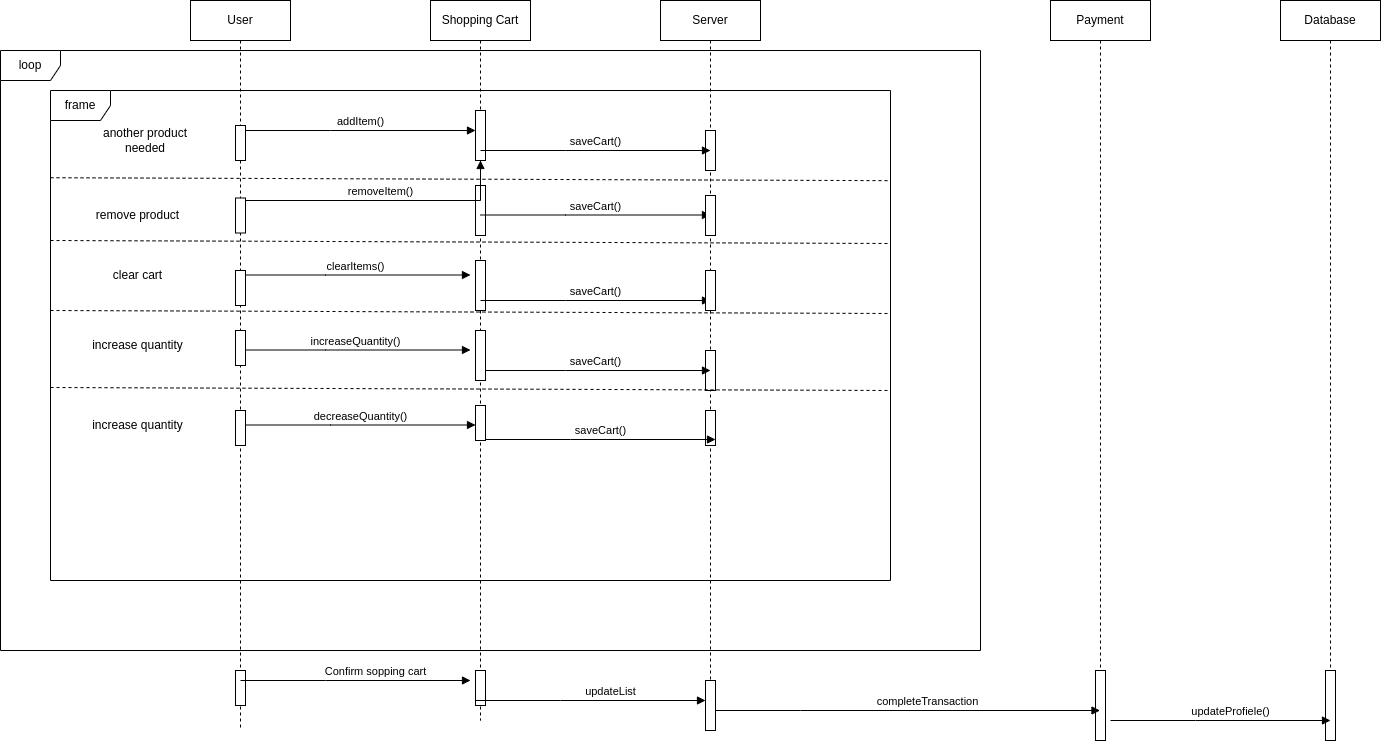 User
Shopping Cart
Server
Payment
Database
loop
frame
another product
needed
addItem()
saveCart()
remove product
removeItem()
saveCart()
clear cart
clearItems()
saveCart()
increase quantity
increaseQuantity()
saveCart()
increase quantity
decreaseQuantity()
saveCart()
Confirm sopping cart
updateList
completeTransaction
updateProfiele()